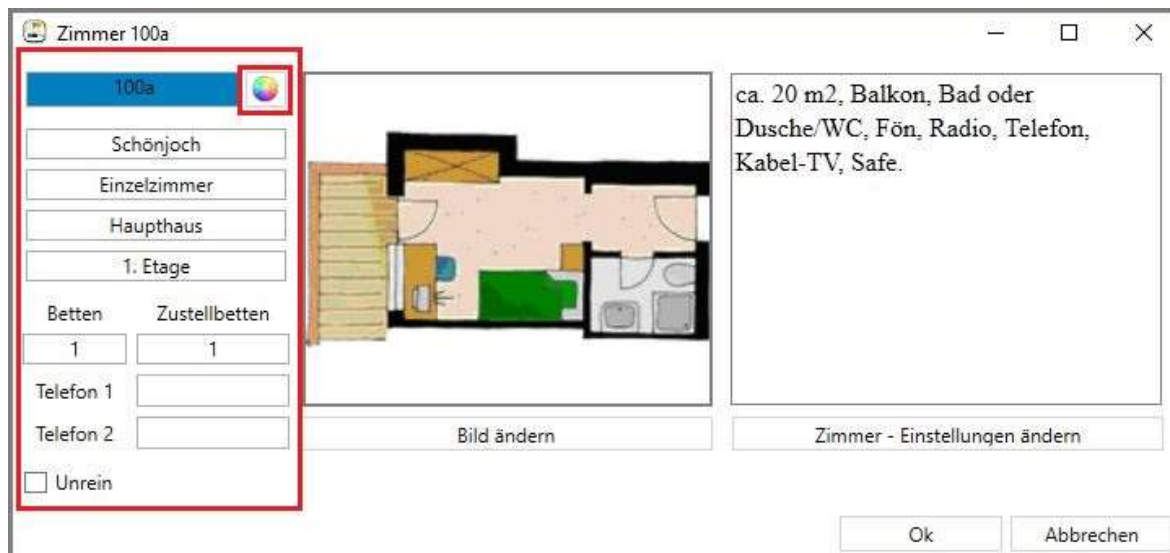 Zimmer 100a
100a
Schönjoch
Einzelzimmer
Haupthaus
1. Etage
Betten Zustellbetten
1 1
Telefon 1
Telefon 2
Unrein
Bild ändern
ca. 20 m2, Balkon, Bad oder
Dusche/WC, Fön, Radio, Telefon,
Kabel-TV, Safe.
Zimmer - Einstellungen ändern
Ok Abbrechen